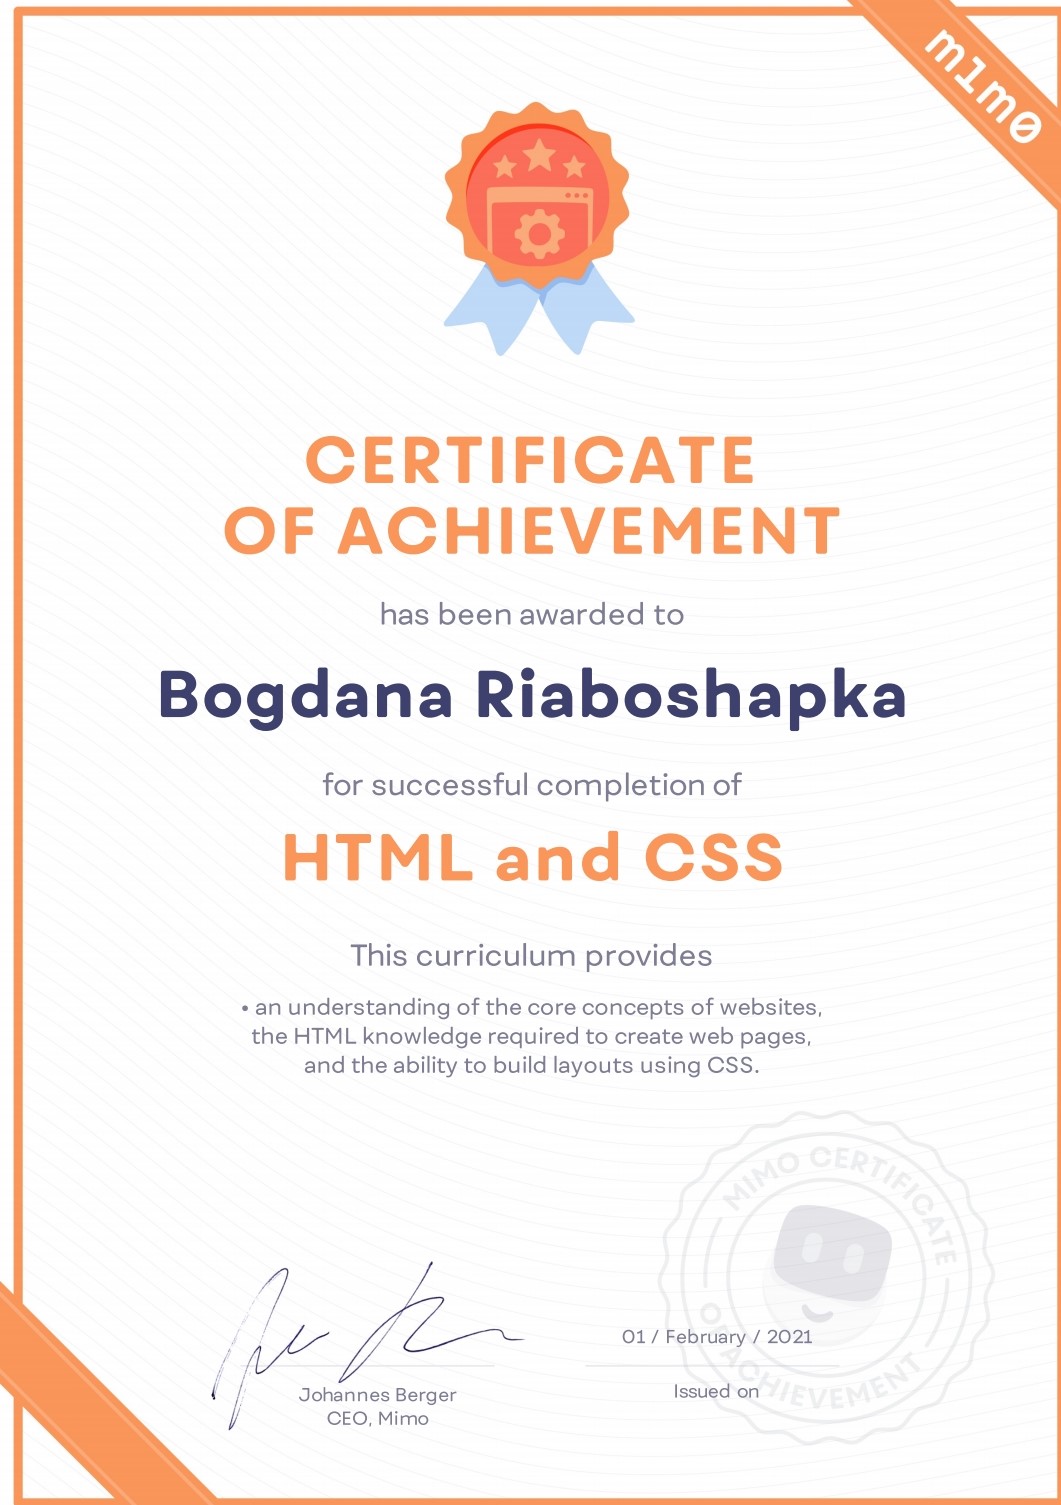 m1m0
CERTIFICATE
OF ACHIEVEMENT
has been awarded to
Bogdana Riaboshapka
for successful completion of
HTML and CSS
This curriculum provides
• an understanding of the core concepts of websites,
the HTML knowledge required to create web pages,
and the ability to build layouts using CSS.
MIMO CERTIFICATE
OF ACHIEVEMENT
01 / February / 2021
Issued on
Johannes Berger
CEO, Mimo